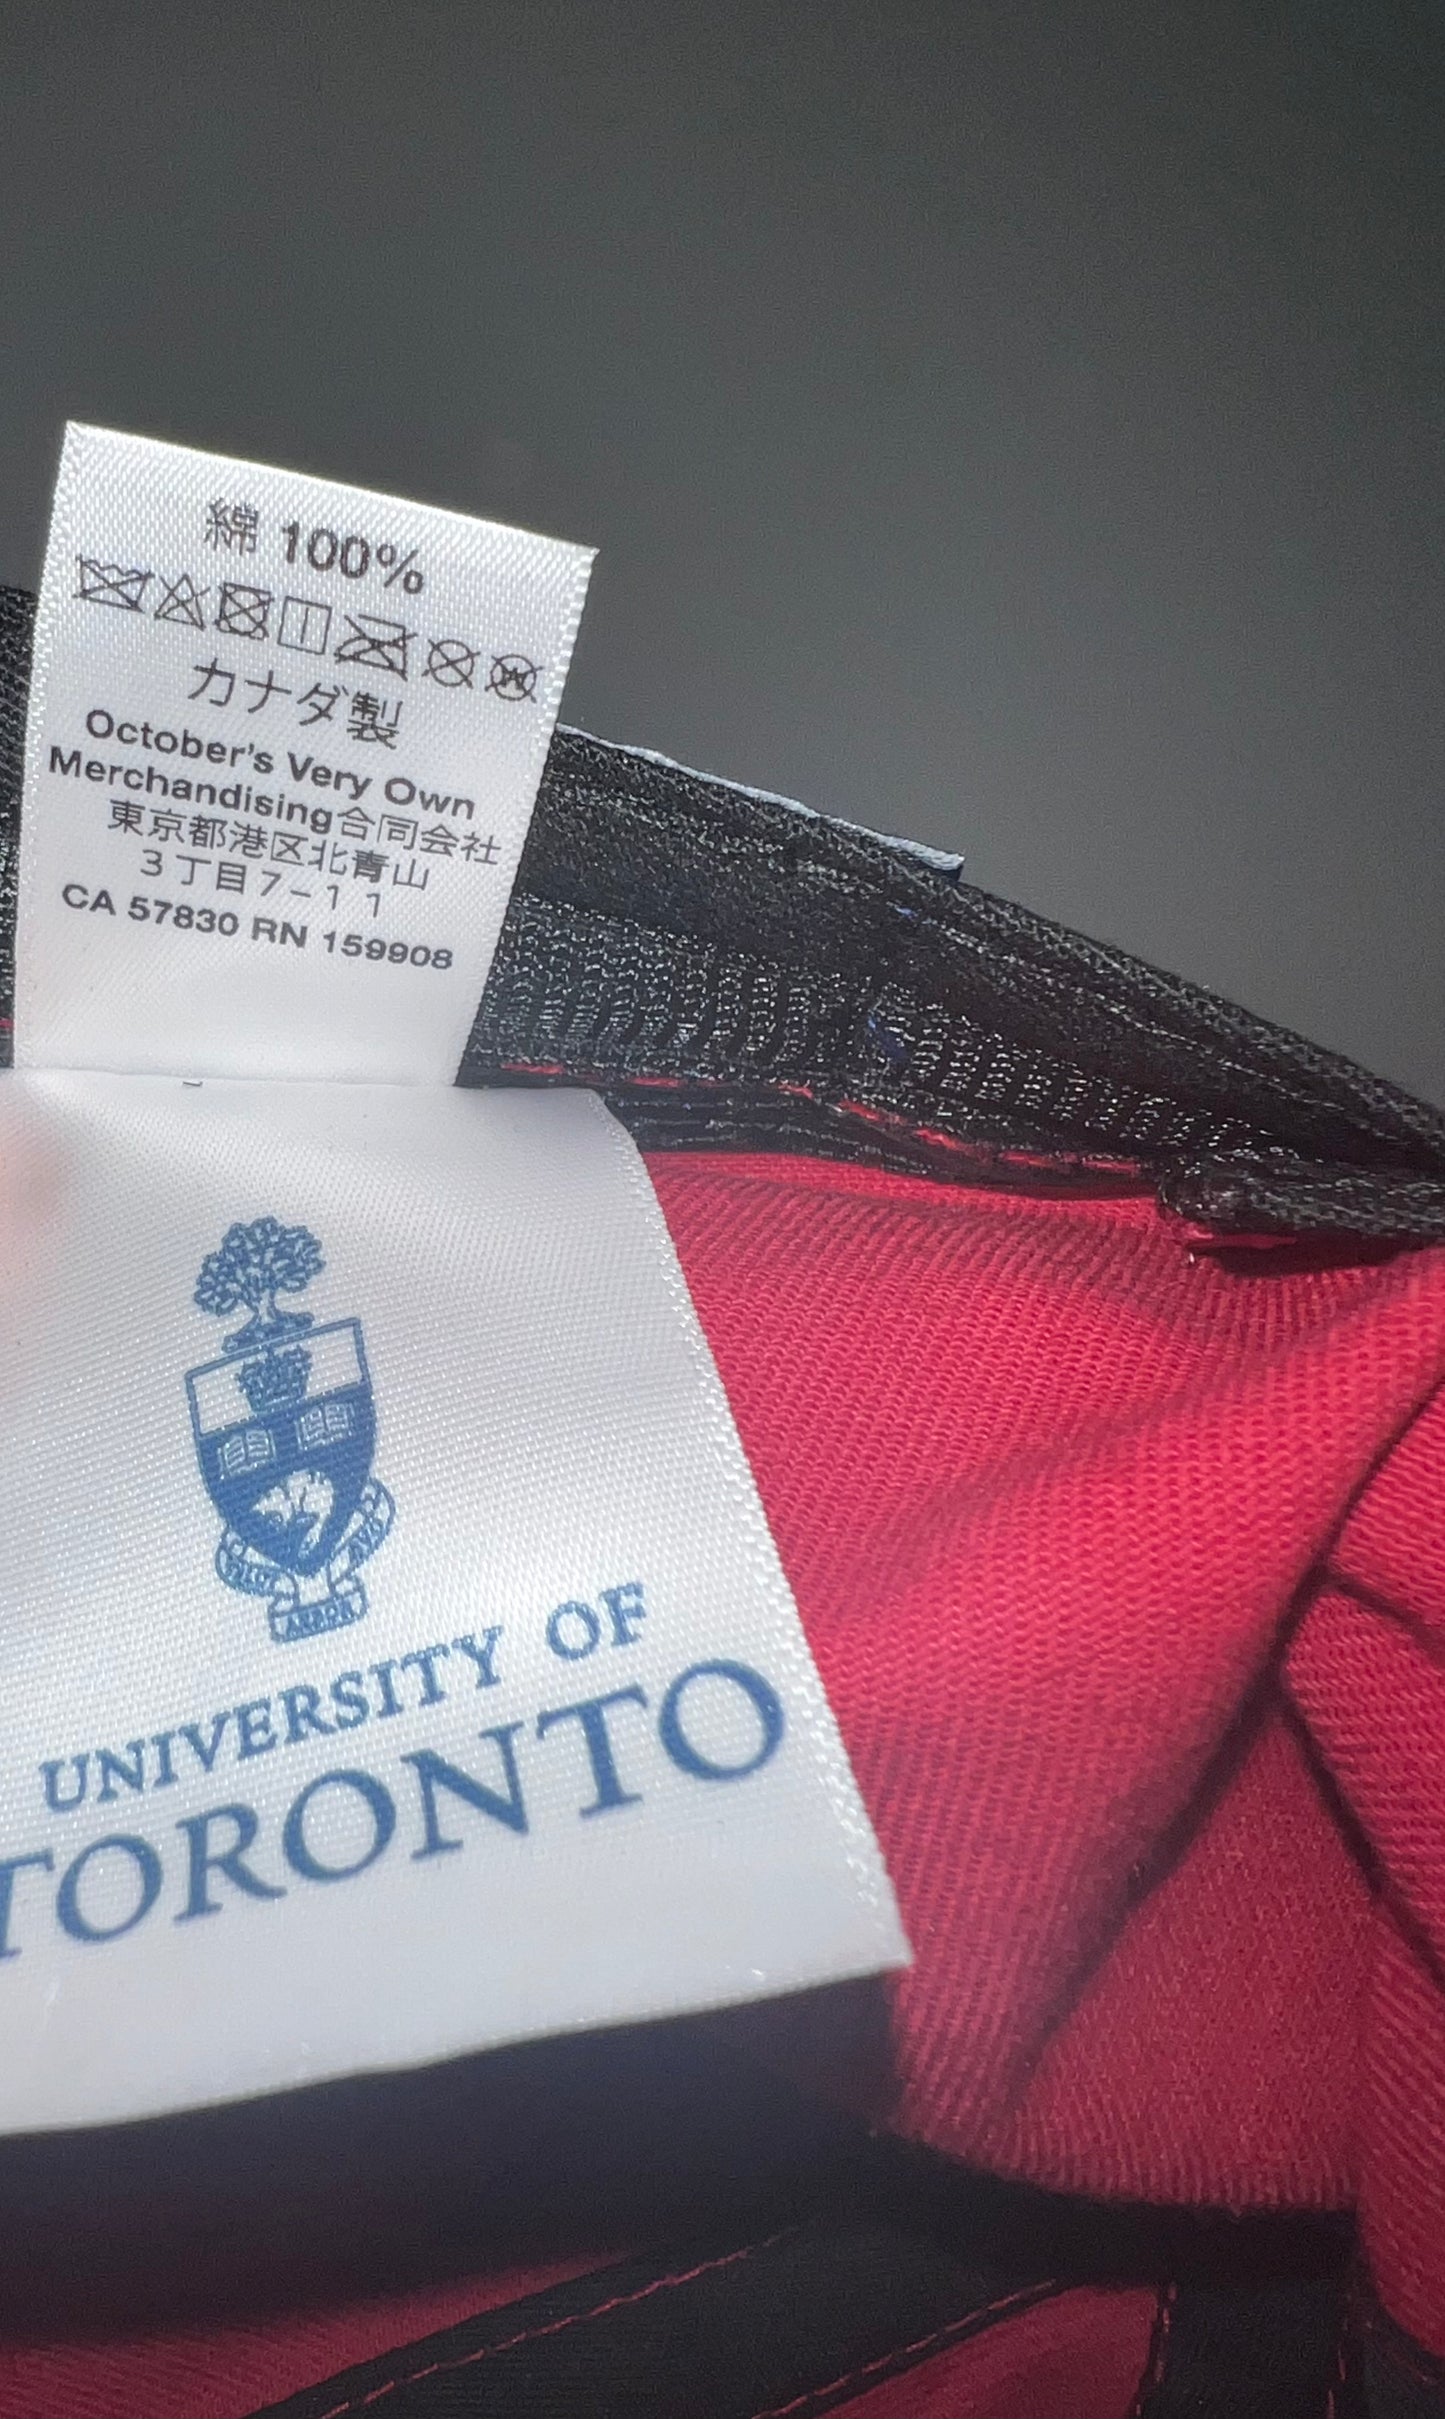 綿 100%
カナダ製
October's Very Own
Merchandising合同会社
東京都港区北青山
3丁目7-11
CA 57830 RN 159908
ARBOR
UNIVERSITY OF
TORONTO